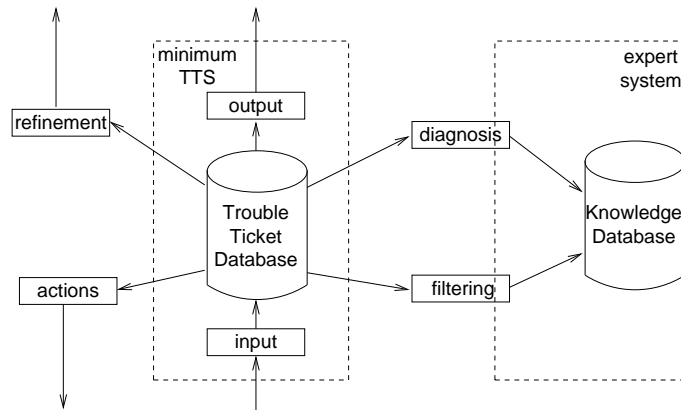 minimum
TTS
expert
system
output
refinement
diagnosis
Trouble
Ticket
Database
Knowledge
Database
actions
filtering
input